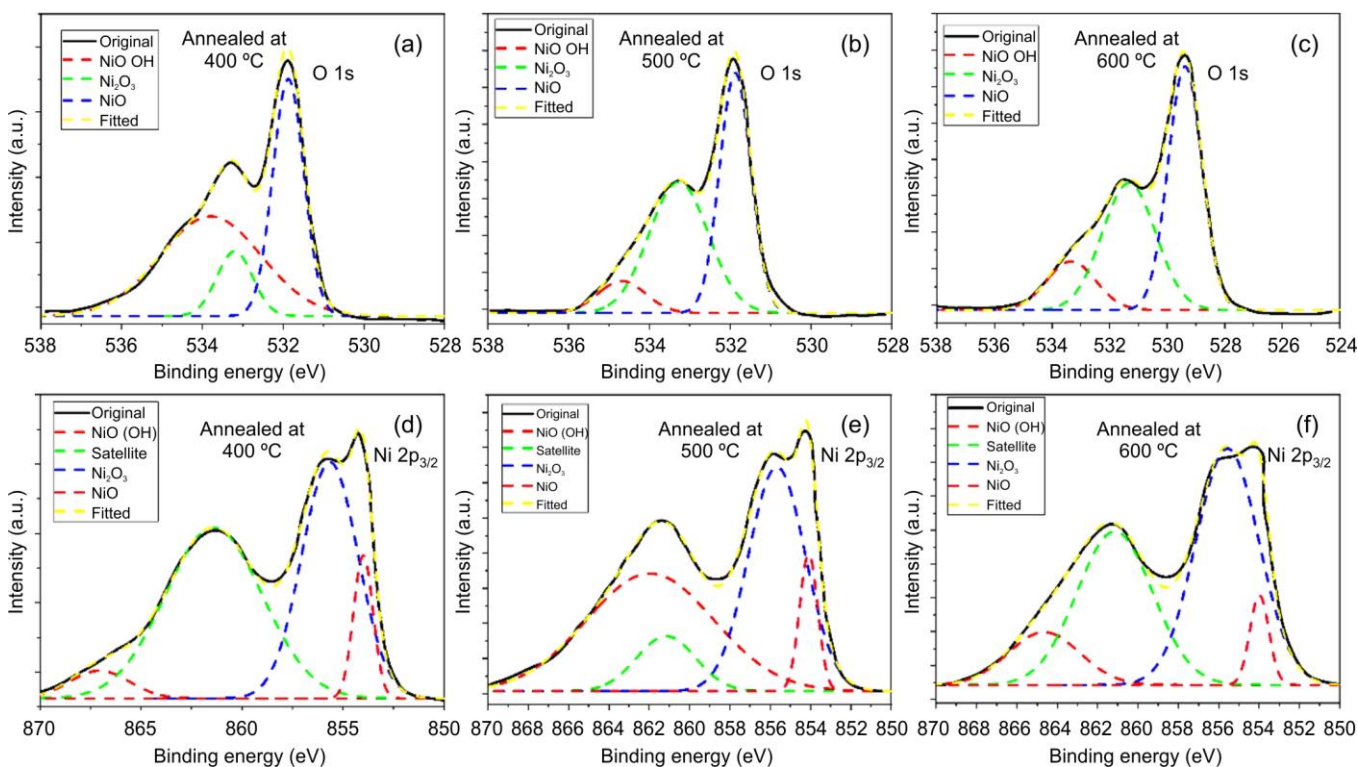 Original
NiO OH
Ni₂O₃
NiO
Fitted
Annealed at
400 ºC
(a)
O 1s
Intensity (a.u.)
538 536 534 532 530 528
Binding energy (eV)
Original
NiO OH
Ni₂O₃
NiO
Fitted
Annealed at
500 ºC
(b)
O 1s
Intensity (a.u.)
538 536 534 532 530 528
Binding energy (eV)
Original
NiO OH
Ni₂O₃
NiO
Fitted
Annealed at
600 ºC
(c)
O 1s
Intensity (a.u.)
538 536 534 532 530 528 526 524
Binding energy (eV)
Original
NiO (OH)
Satellite
Ni₂O₃
NiO
Fitted
Annealed at
400 ºC
(d)
Ni 2p3/2
Intensity (a.u.)
870 865 860 854 850
Binding energy (eV)
Original
NiO (OH)
Satellite
Ni₂O₃
NiO
Fitted
Annealed at
500 ºC
(e)
Ni 2p3/2
Intensity (a.u.)
870 868 866 864 862 860 858 856 854 852 850
Binding energy (eV)
Original
NiO (OH)
Satellite
Ni₂O₃
NiO
Fitted
Annealed at
600 ºC
(f)
Ni 2p3/2
Intensity (a.u.)
870 868 866 864 862 860 858 856 854 852 850
Binding energy (eV)